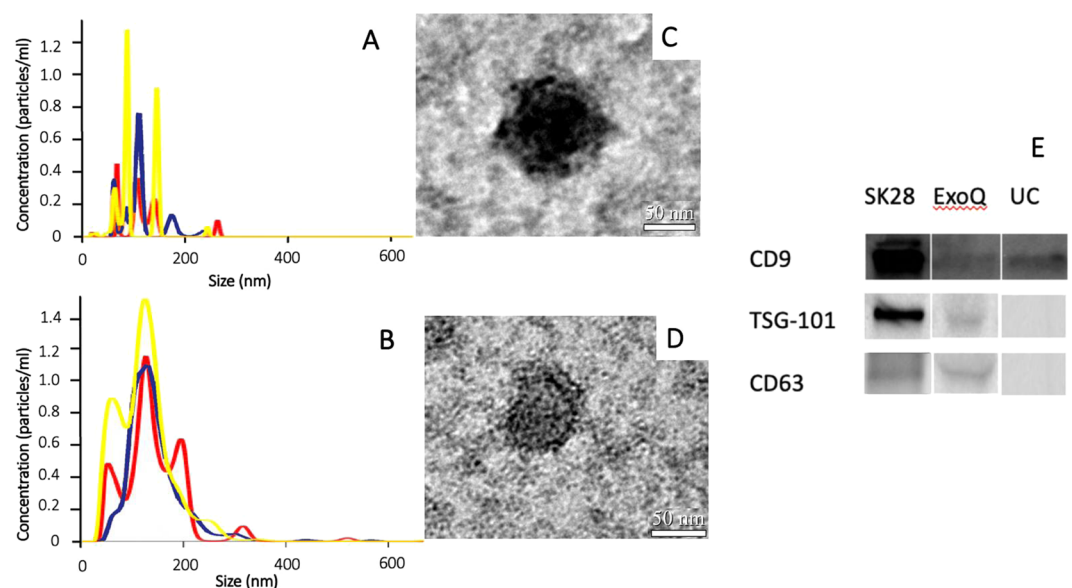 A
Concentration (particles/ml)
1.2
1.0
0.8
0.6
0.4
0.2
0
0 200 400 600
Size (nm)
B
Concentration (particles/ml)
1.4
1.2
1.0
0.8
0.6
0.4
0.2
0
0 200 400 600
Size (nm)
C
50 nm
D
50 nm
E
SK28 ExoQ UC
CD9
TSG-101
CD63